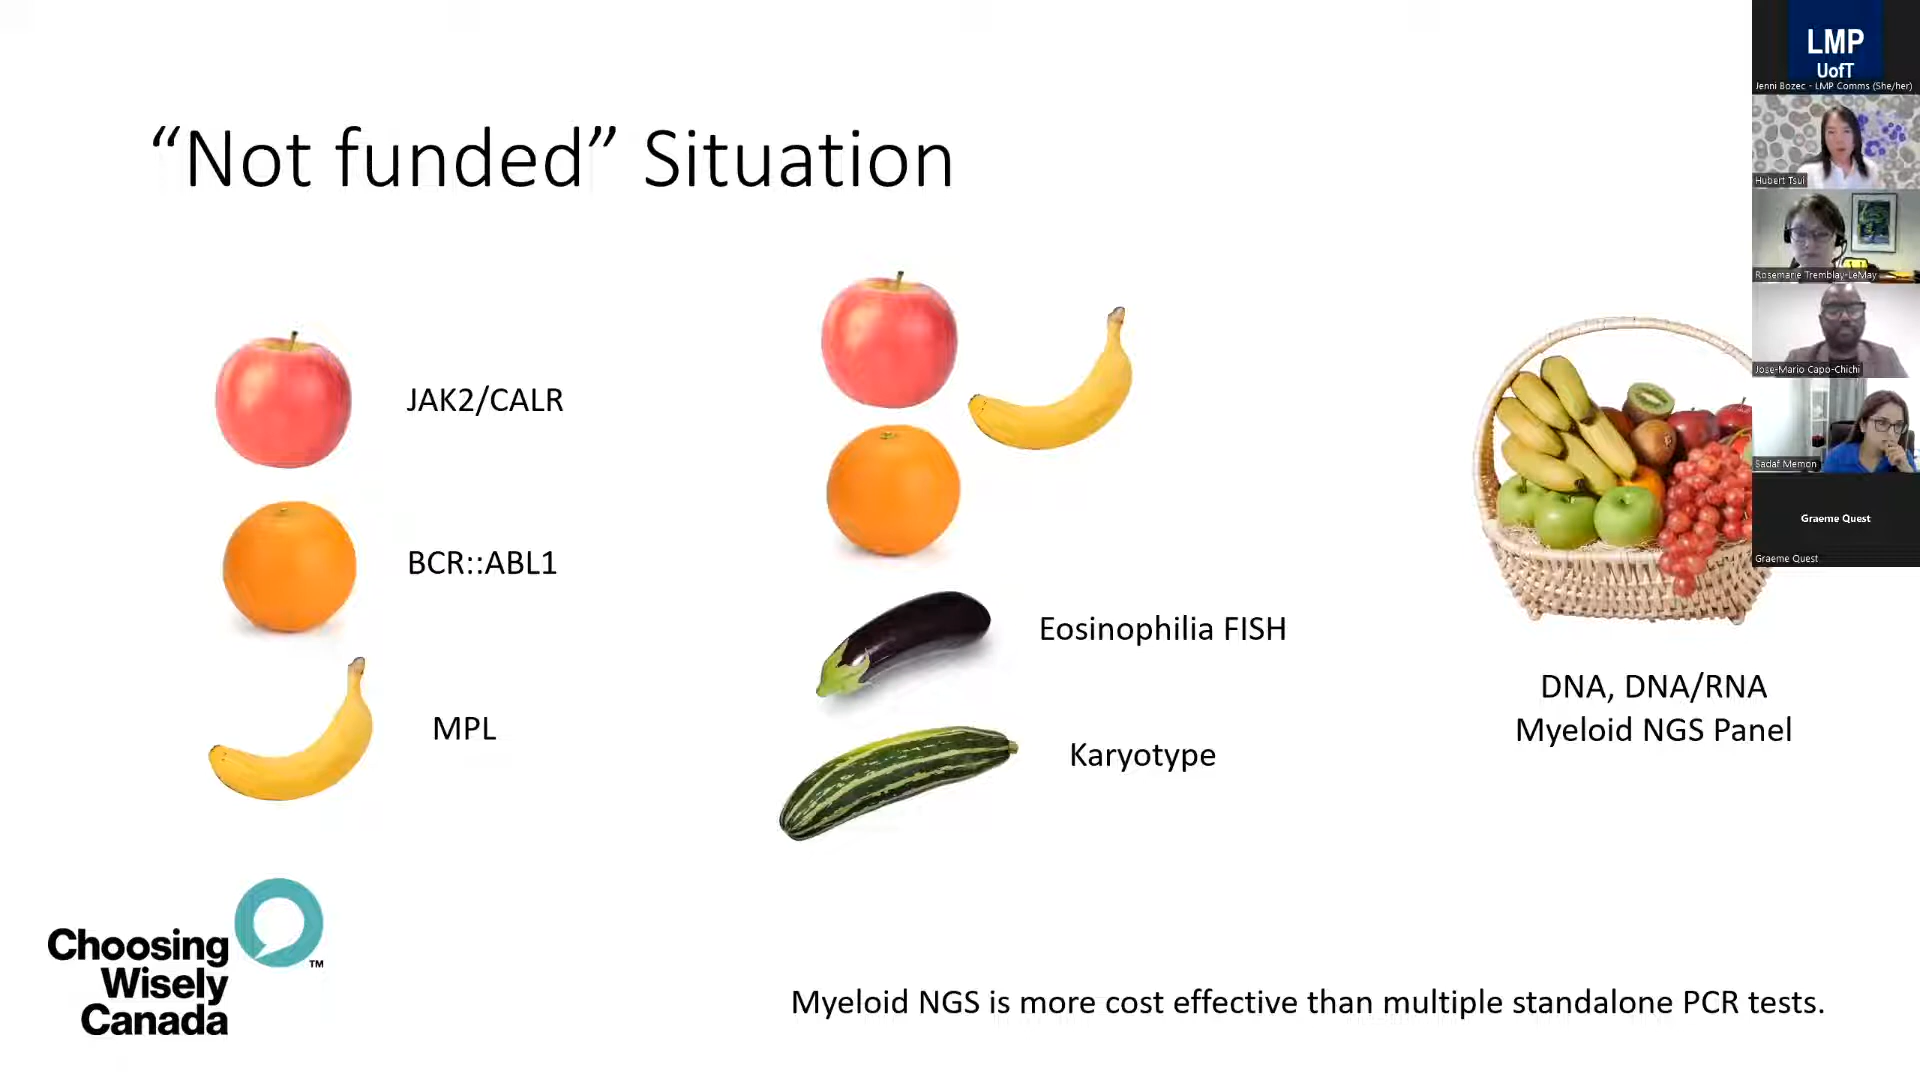 “Not funded” Situation
JAK2/CALR
BCR::ABL1
MPL
Eosinophilia FISH
Karyotype
DNA, DNA/RNA
Myeloid NGS Panel
Choosing
Wisely
Canada
TM
Myeloid NGS is more cost effective than multiple standalone PCR tests.
LMP
UofT
Jenni Bozec - LMP Comms (She/her)
Hubert Tsui
Rosemarie Tremblay-LeMay
Jose-Mario Capo-Chichi
Sadaf Memon
Graeme Quest
Graeme Quest